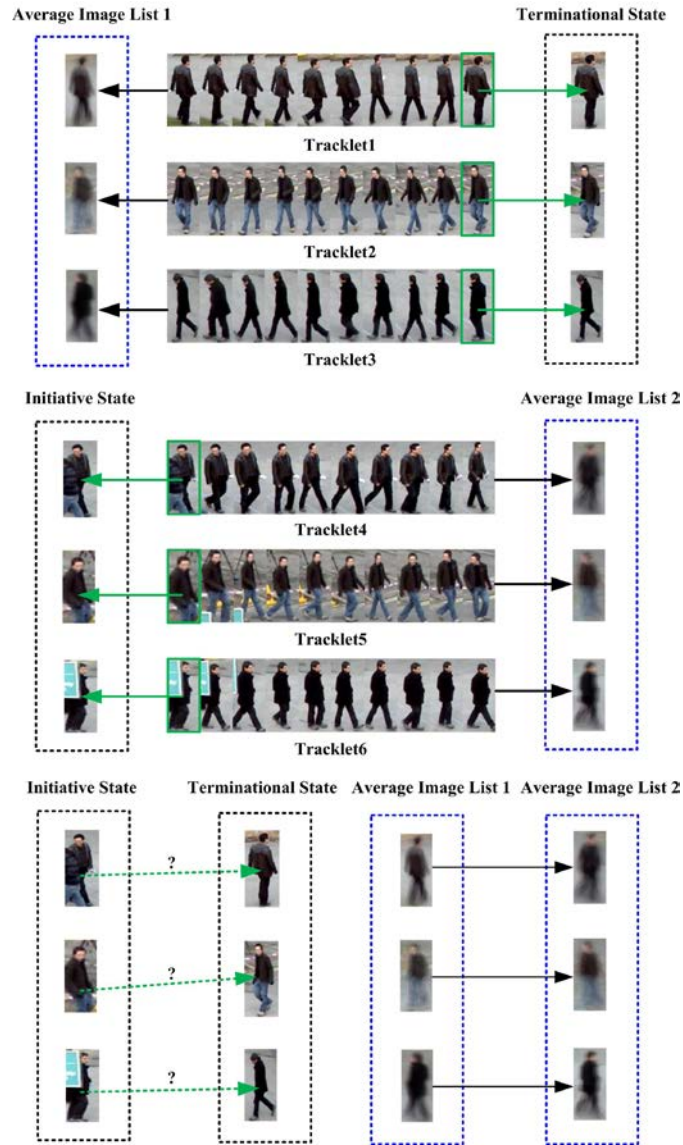 Average Image List 1
Terminational State
Tracklet1
Tracklet2
Tracklet3
Initiative State
Average Image List 2
Tracklet4
Tracklet5
Tracklet6
Initiative State
Terminational State
Average Image List 1
Average Image List 2
?
?
?